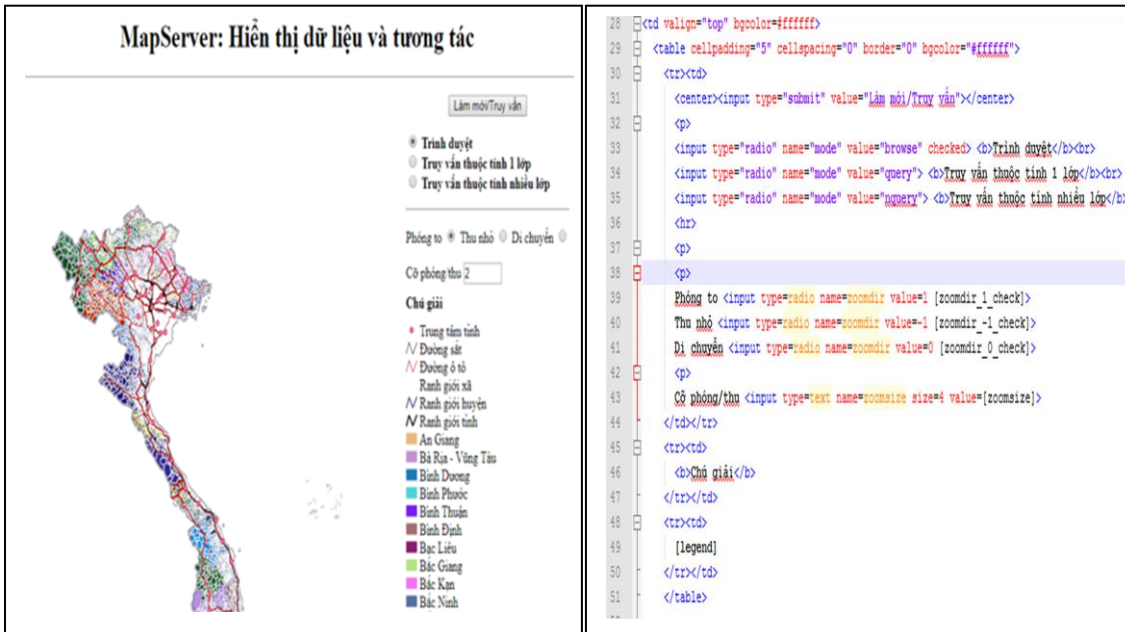 MapServer: Hiển thị dữ liệu và tương tác
Làm mới/Truy vấn
Trình duyệt
Truy vấn thuộc tính 1 lớp
Truy vấn thuộc tính nhiều lớp
Phóng to Thu nhỏ Di chuyển
Cỡ phóng thu 2
Chú giải
Trung tâm tỉnh
Đường sắt
Đường ô tô
Ranh giới xã
Ranh giới huyện
Ranh giới tỉnh
An Giang
Bà Rịa - Vũng Tàu
Bình Dương
Bình Phước
Bình Thuận
Bình Định
Bạc Liêu
Bắc Giang
Bắc Kạn
Bắc Ninh
28 <td valign="top" bgcolor=#ffffff>
29 <table cellpadding="5" cellspacing="0" border="0" bgcolor="#ffffff">
30 <tr><td>
31 <center><input type="submit" value="Làm mới/Truy vấn"></center>
32 <p>
33 <input type="radio" name="mode" value="browse" checked> <b>Trình duyệt</b><br>
34 <input type="radio" name="mode" value="query"> <b>Truy vấn thuộc tính 1 lớp</b><br>
35 <input type="radio" name="mode" value="nquery"> <b>Truy vấn thuộc tính nhiều lớp</b>
36 <hr>
37 <p>
38 <p>
39 Phóng to <input type=radio name=zoomdir value=1 [zoomdir_1_check]>
40 Thu nhỏ <input type=radio name=zoomdir value=-1 [zoomdir_-1_check]>
41 Di chuyển <input type=radio name=zoomdir value=0 [zoomdir_0_check]>
42 <p>
43 Cỡ phóng/thu <input type=text name=zoomsize size=4 value=[zoomsize]>
44 </td></tr>
45 <tr><td>
46 <b>Chú giải</b>
47 </tr></td>
48 <tr><td>
49 [legend]
50 </tr></td>
51 </table>